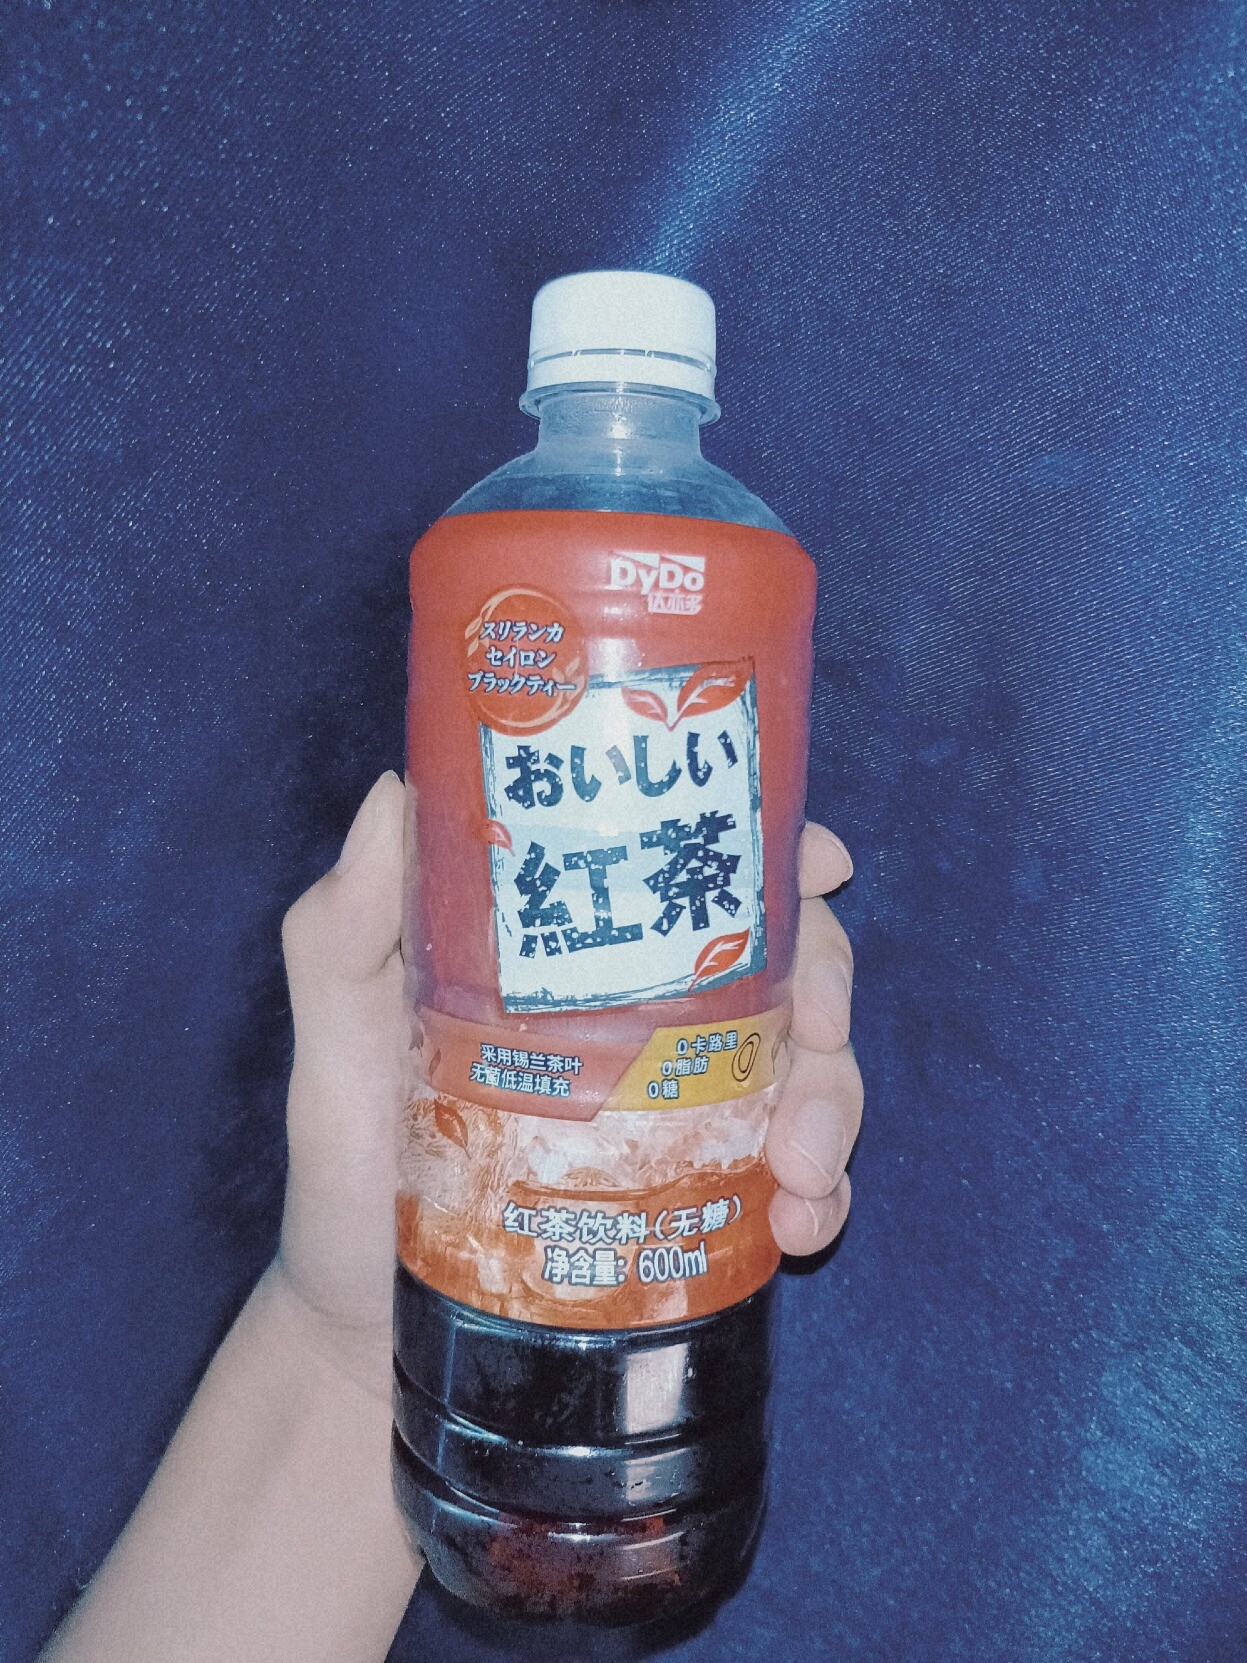 DyDo
达亦多
スリランカ
セイロン
ブラックティー
おいしい
紅茶
采用锡兰茶叶
无菌低温填充
0卡路里
0脂肪
0糖
0
红茶饮料(无糖)
净含量: 600ml